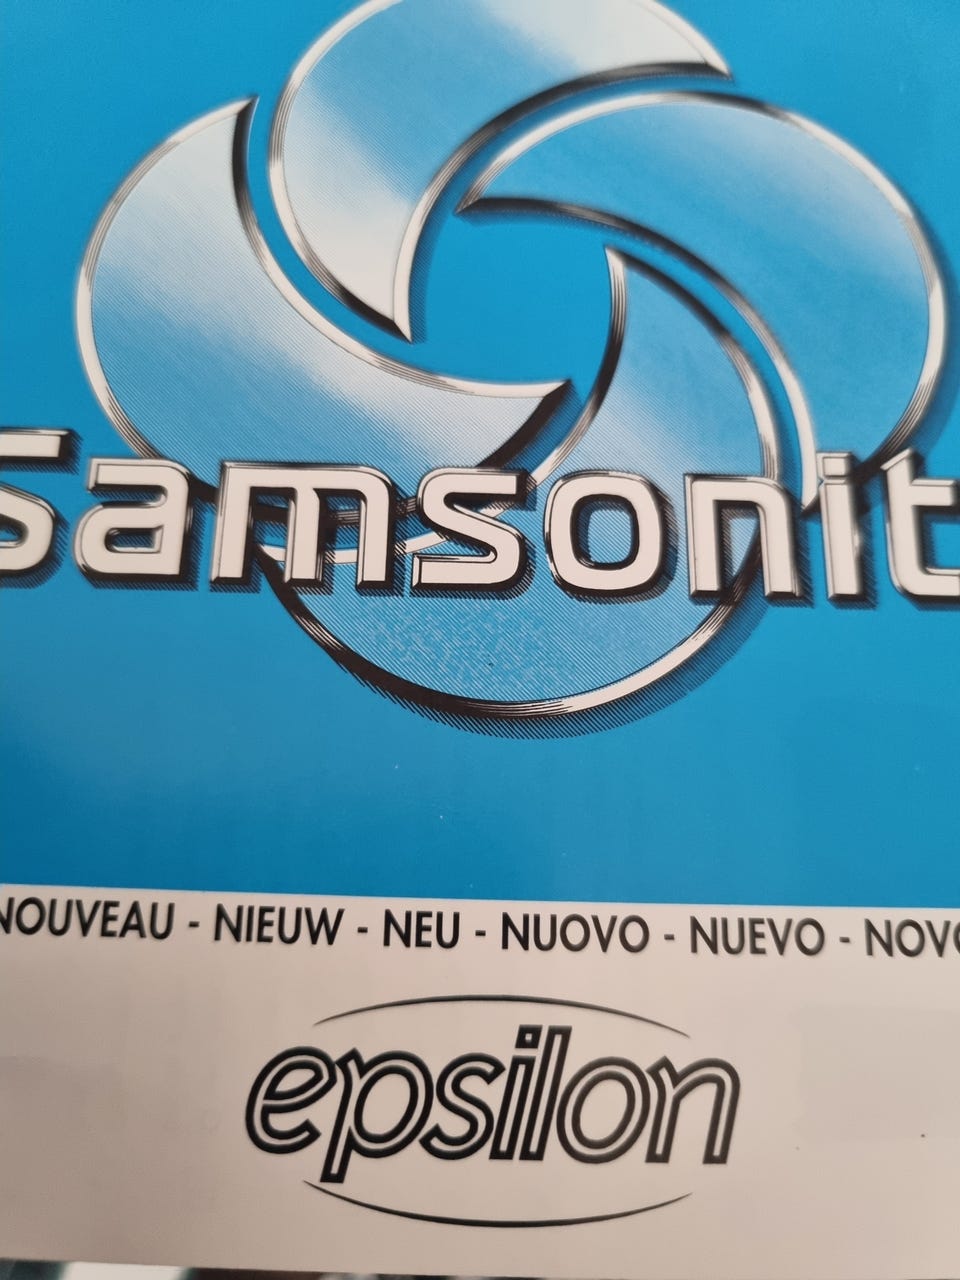 Samsonit
NOUVEAU - NIEUW - NEU - NUOVO - NUEVO - NOVO
epsilon